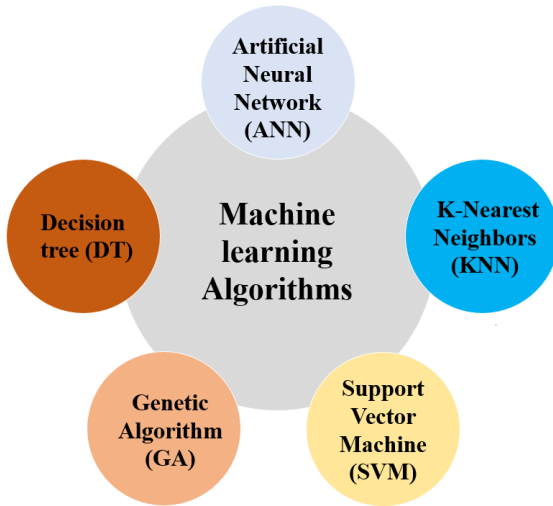 Artificial
Neural
Network
(ANN)
Decision
tree (DT)
Machine
learning
Algorithms
K-Nearest
Neighbors
(KNN)
Genetic
Algorithm
(GA)
Support
Vector
Machine
(SVM)